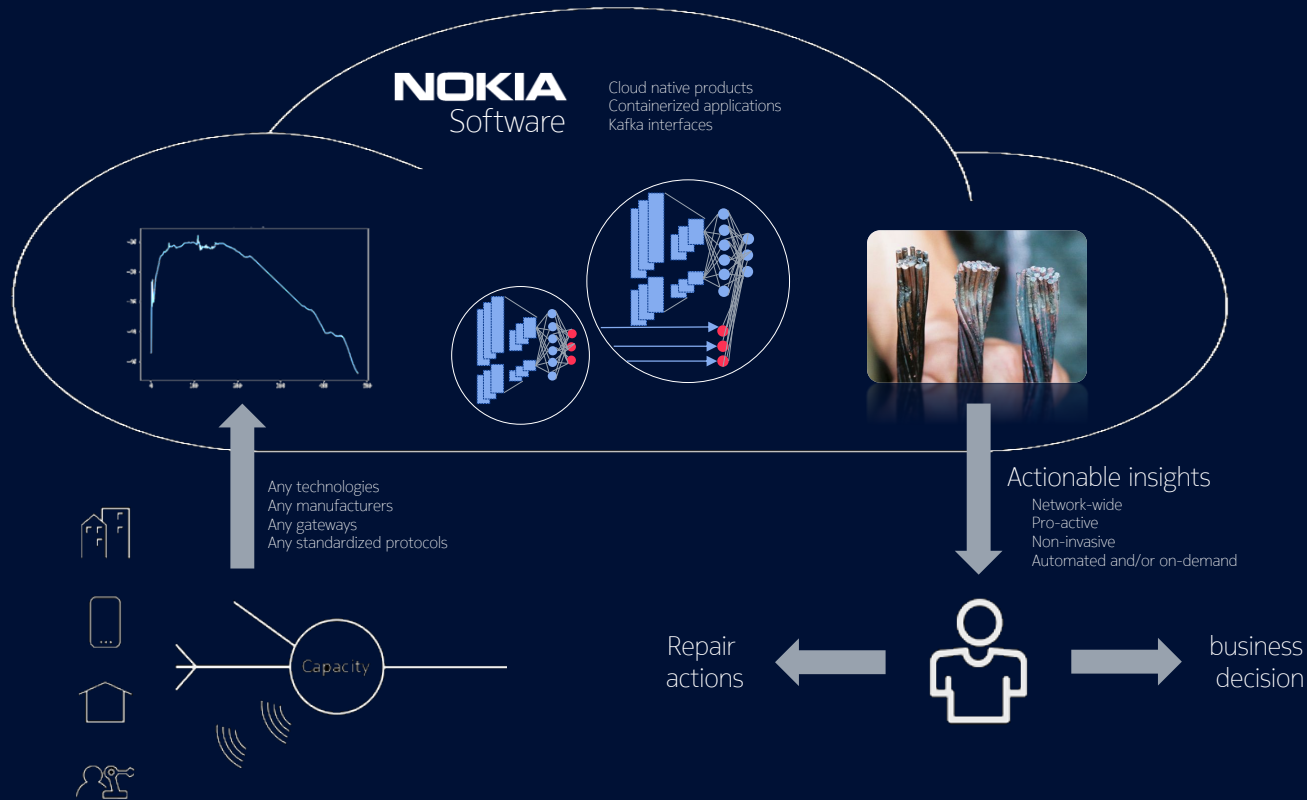 NOKIA
Software
Cloud native products
Containerized applications
Kafka interfaces
Any technologies
Any manufacturers
Any gateways
Any standardized protocols
Actionable insights
Network-wide
Pro-active
Non-invasive
Automated and/or on-demand
Capacity
Repair
actions
business
decision